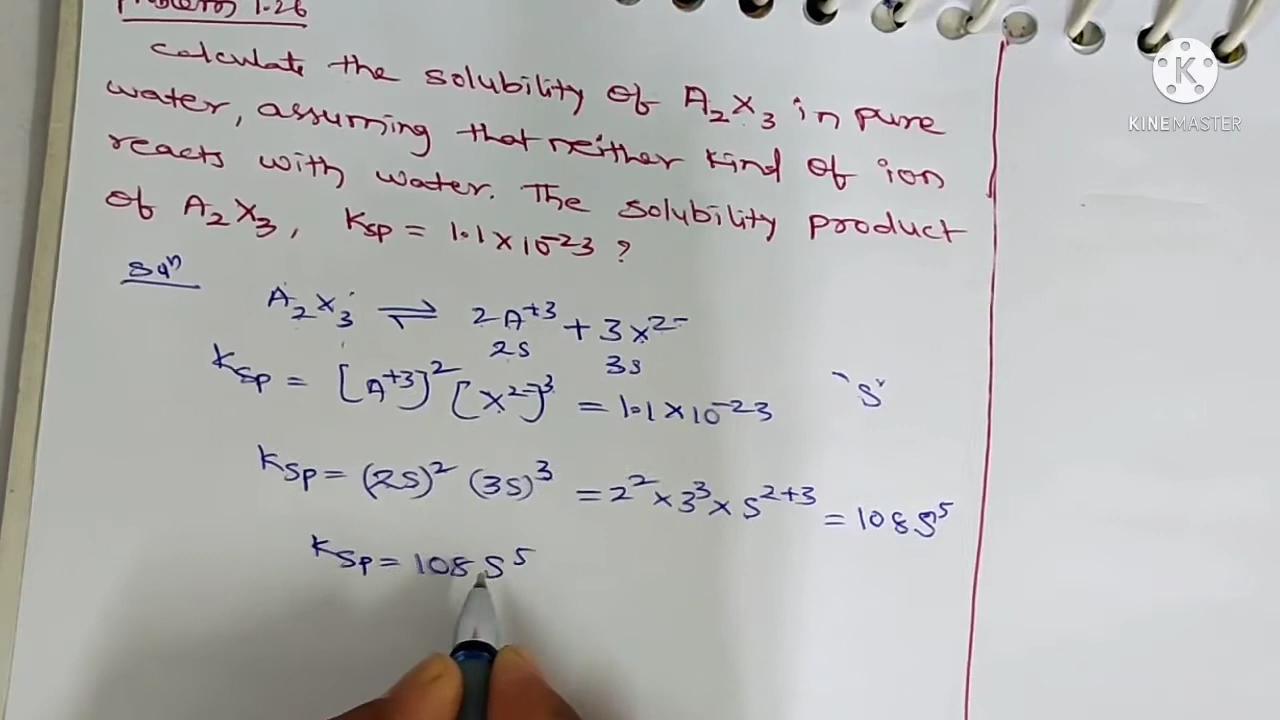 Problem 1.26
Calculate the solubility of A₂X₃ in pure
water, assuming that neither kind of ion
reacts with water. The solubility product
of A₂X₃, Ksp = 1.1 × 10⁻²³ ?
Solⁿ
A₂X₃ ⇌ 2A⁺³ + 3X²⁻
2S 3S
Ksp = [A⁺³]² [X²⁻]³ = 1.1 × 10⁻²³ "S"
Ksp = (2S)² (3S)³ = 2² × 3³ × S²⁺³ = 108 S⁵
Ksp = 108 S⁵
K
KINEMASTER